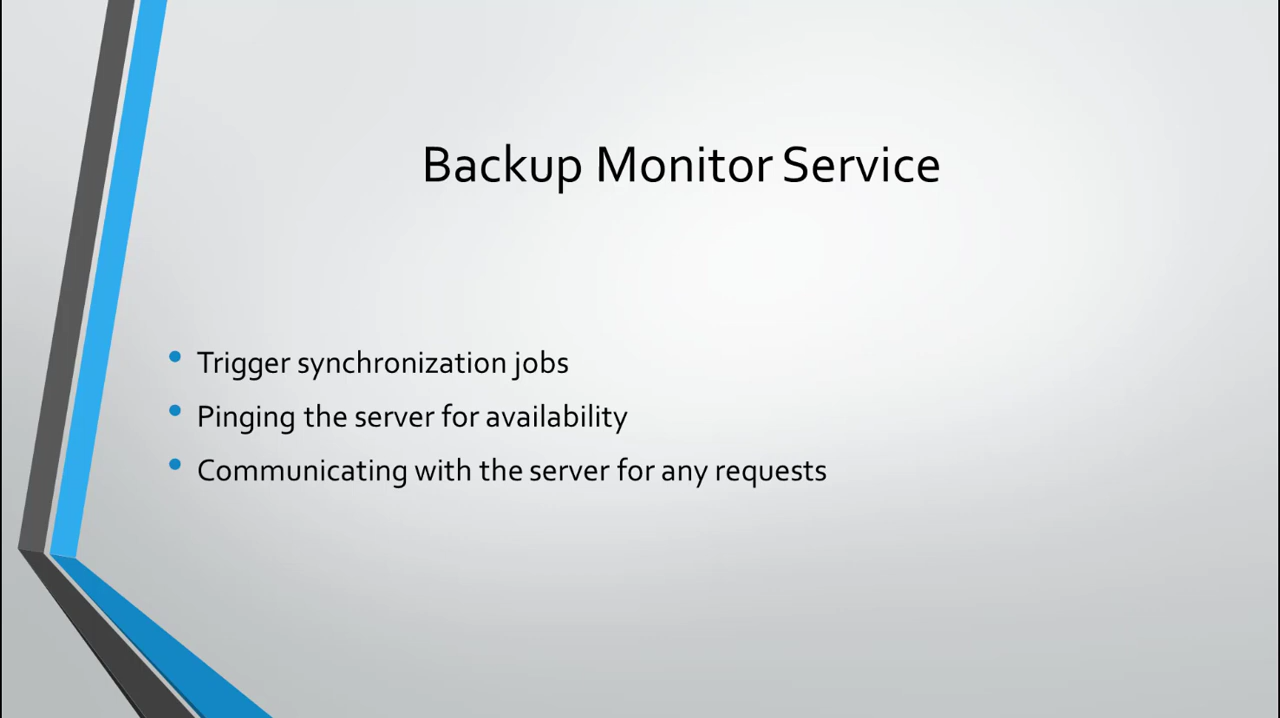 Backup Monitor Service
• Trigger synchronization jobs
• Pinging the server for availability
• Communicating with the server for any requests